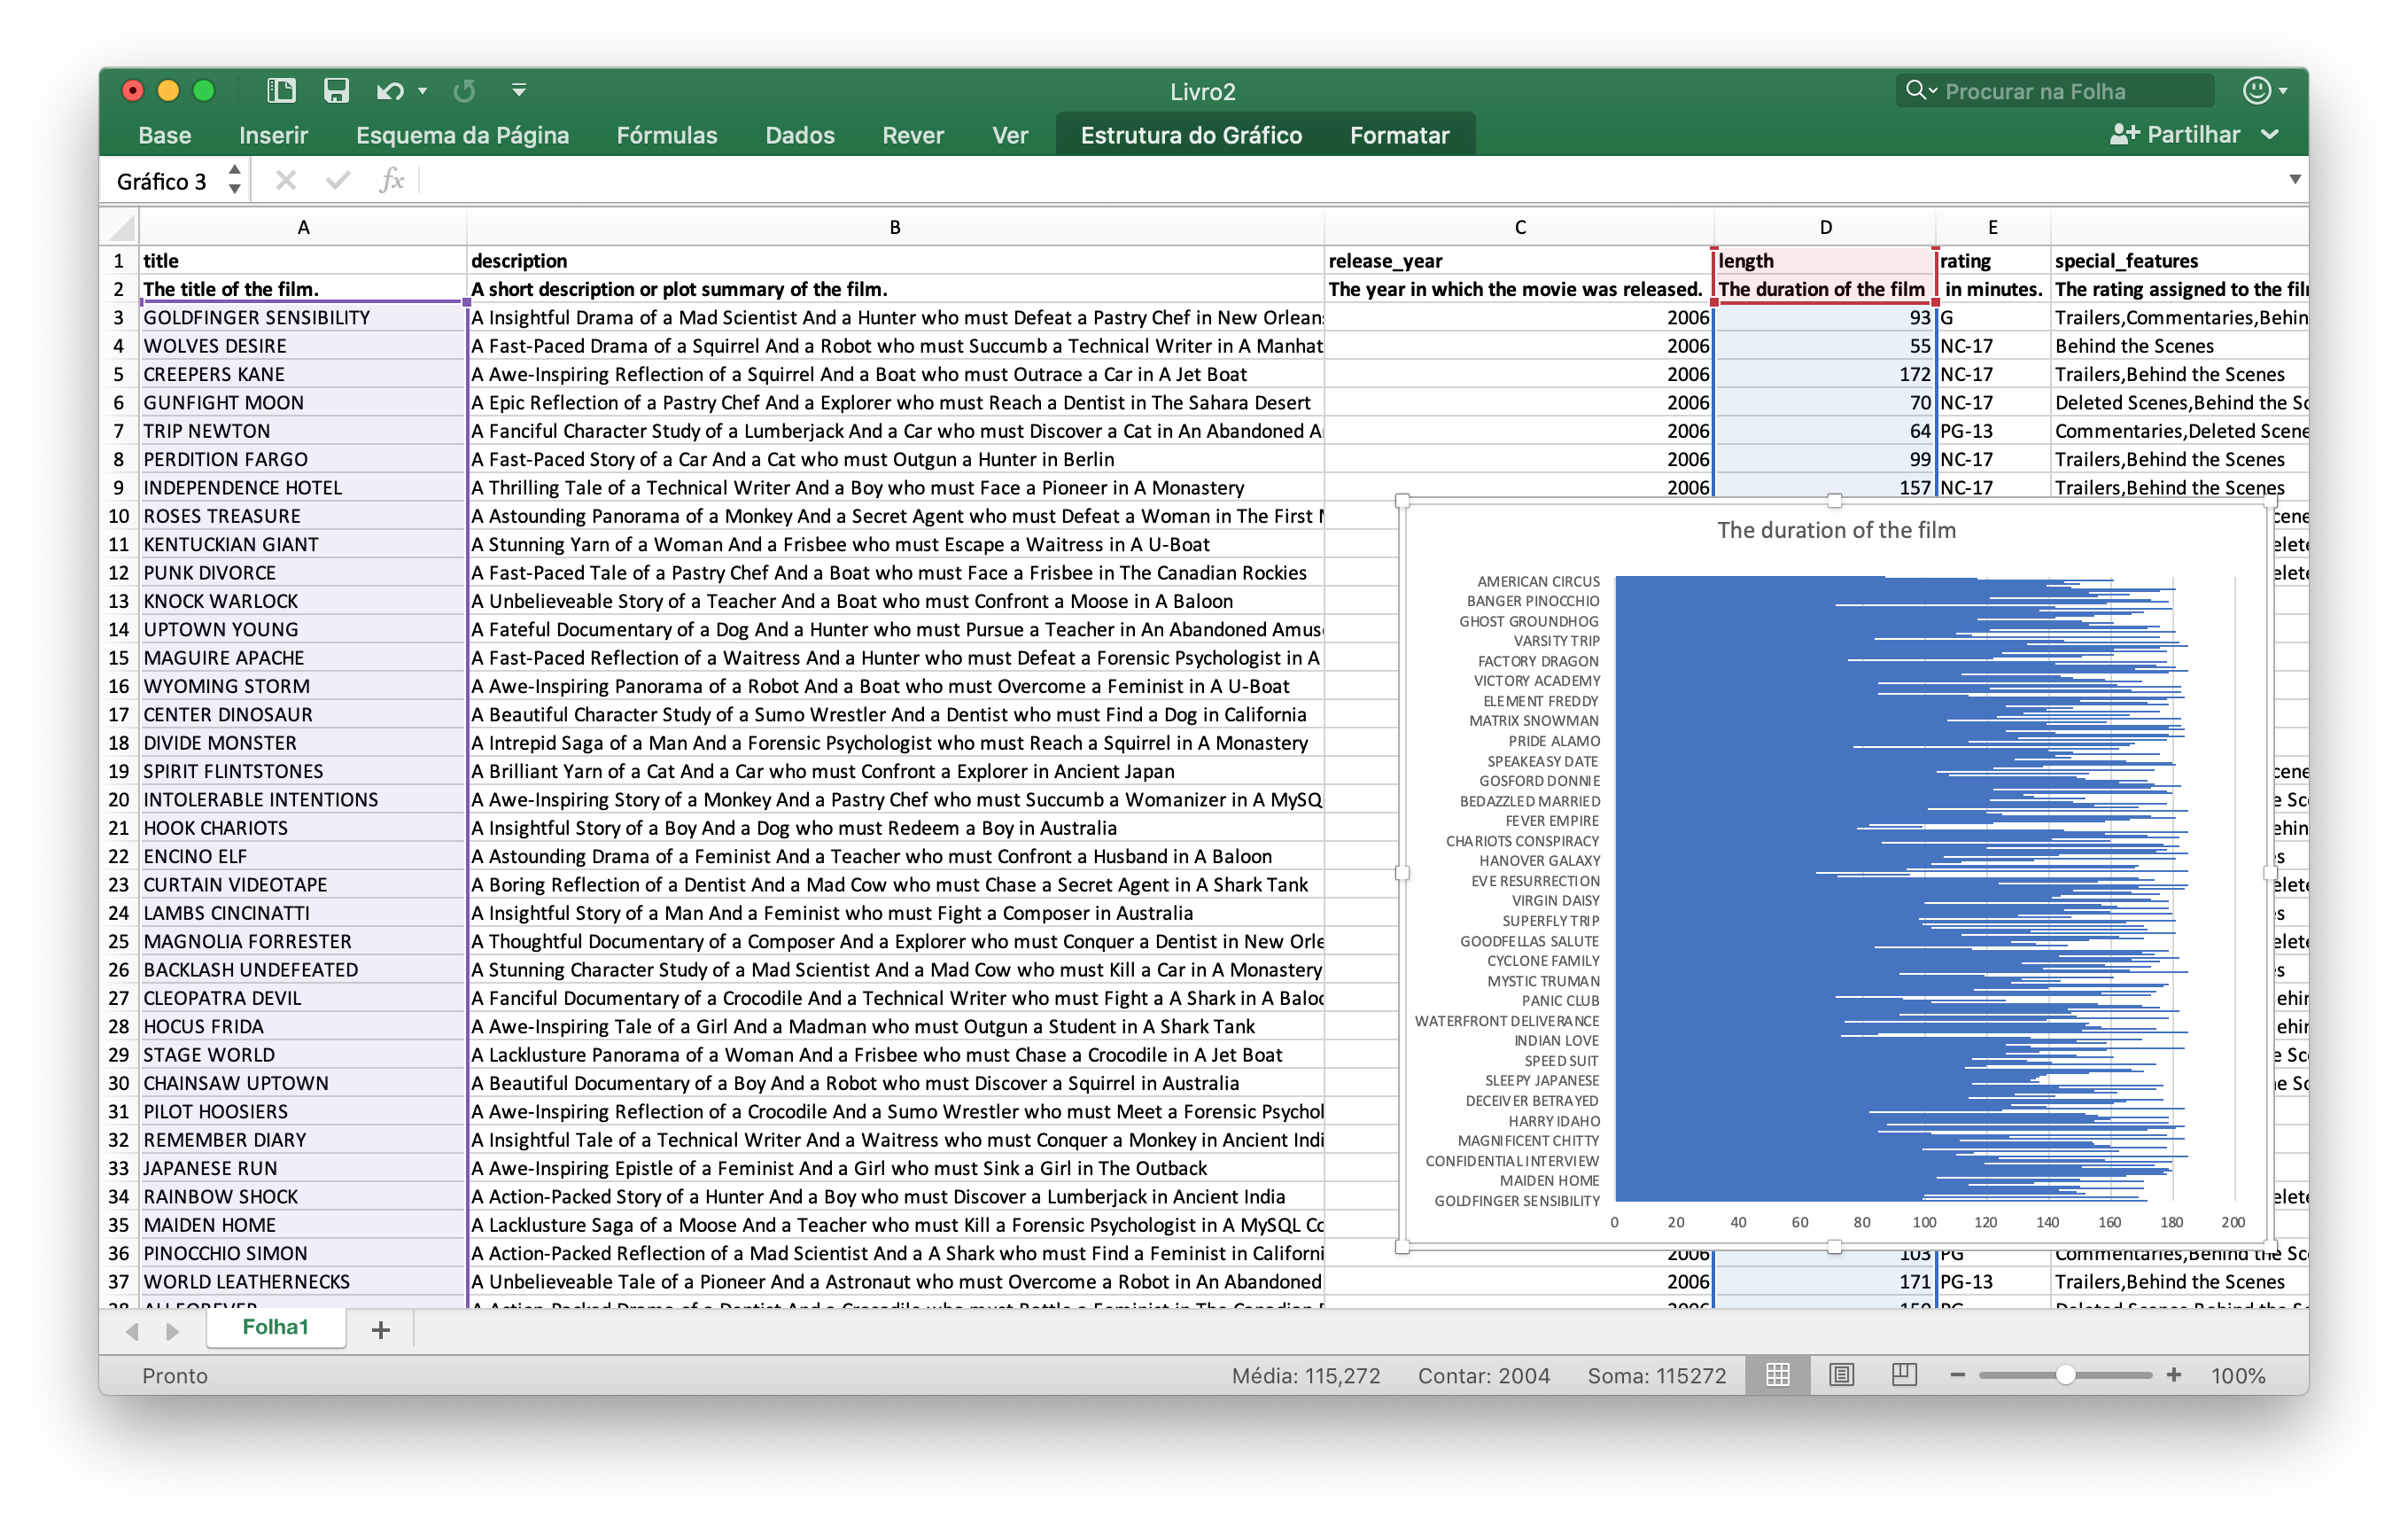 Livro2
Procurar na Folha
Base Inserir Esquema da Página Fórmulas Dados Rever Ver Estrutura do Gráfico Formatar Partilhar
Gráfico 3 fx
A B C D E
1 title description release_year length rating special_features
2 The title of the film. A short description or plot summary of the film. The year in which the movie was released. The duration of the film in minutes. The rating assigned to the
3 GOLDFINGER SENSIBILITY A Insightful Drama of a Mad Scientist And a Hunter who must Defeat a Pastry Chef in New 2006 93 G Trailers,Commentaries,
4 WOLVES DESIRE A Fast-Paced Drama of a Squirrel And a Robot who must Succumb a Technical Writer in A 2006 55 NC-17 Behind the Scenes
5 CREEPERS KANE A Awe-Inspiring Reflection of a Squirrel And a Boat who must Outrace a Car in A Jet Boat 2006 172 NC-17 Trailers,Behind the Scenes
6 GUNFIGHT MOON A Epic Reflection of a Pastry Chef And a Explorer who must Reach a Dentist in The Sahara Desert 2006 70 NC-17 Deleted Scenes,Behind the
7 TRIP NEWTON A Fanciful Character Study of a Lumberjack And a Car who must Discover a Cat in An Abandoned 2006 64 PG-13 Commentaries,Deleted
8 PERDITION FARGO A Fast-Paced Story of a Car And a Cat who must Outgun a Hunter in Berlin 2006 99 NC-17 Trailers,Behind the Scenes
9 INDEPENDENCE HOTEL A Thrilling Tale of a Technical Writer And a Boy who must Face a Pioneer in A Monastery 2006 157 NC-17 Trailers,Behind the Scenes
10 ROSES TREASURE A Astounding Panorama of a Monkey And a Secret Agent who must Defeat a Woman in The First
11 KENTUCKIAN GIANT A Stunning Yarn of a Woman And a Frisbee who must Escape a Waitress in A U-Boat
12 PUNK DIVORCE A Fast-Paced Tale of a Pastry Chef And a Boat who must Face a Frisbee in The Canadian Rockies
13 KNOCK WARLOCK A Unbelieveable Story of a Teacher And a Boat who must Confront a Moose in A Baloon
14 UPTOWN YOUNG A Fateful Documentary of a Dog And a Hunter who must Pursue a Teacher in An Abandoned
15 MAGUIRE APACHE A Fast-Paced Reflection of a Waitress And a Hunter who must Defeat a Forensic Psychologist in A
16 WYOMING STORM A Awe-Inspiring Panorama of a Robot And a Boat who must Overcome a Feminist in A U-Boat
17 CENTER DINOSAUR A Beautiful Character Study of a Sumo Wrestler And a Dentist who must Find a Dog in California
18 DIVIDE MONSTER A Intrepid Saga of a Man And a Forensic Psychologist who must Reach a Squirrel in A Monastery
19 SPIRIT FLINTSTONES A Brilliant Yarn of a Cat And a Car who must Confront a Explorer in Ancient Japan
20 INTOLERABLE INTENTIONS A Awe-Inspiring Story of a Monkey And a Pastry Chef who must Succumb a Womanizer in A
21 HOOK CHARIOTS A Insightful Story of a Boy And a Dog who must Redeem a Boy in Australia
22 ENCINO ELF A Astounding Drama of a Feminist And a Teacher who must Confront a Husband in A Baloon
23 CURTAIN VIDEOTAPE A Boring Reflection of a Dentist And a Mad Cow who must Chase a Secret Agent in A Shark Tank
24 LAMBS CINCINATTI A Insightful Story of a Man And a Feminist who must Fight a Composer in Australia
25 MAGNOLIA FORRESTER A Thoughtful Documentary of a Composer And a Explorer who must Conquer a Dentist in New
26 BACKLASH UNDEFEATED A Stunning Character Study of a Mad Scientist And a Mad Cow who must Kill a Car in A Monastery
27 CLEOPATRA DEVIL A Fanciful Documentary of a Crocodile And a Technical Writer who must Fight a A Shark in A
28 HOCUS FRIDA A Awe-Inspiring Tale of a Girl And a Madman who must Outgun a Student in A Shark Tank
29 STAGE WORLD A Lacklusture Panorama of a Woman And a Frisbee who must Chase a Crocodile in A Jet Boat
30 CHAINSAW UPTOWN A Beautiful Documentary of a Boy And a Robot who must Discover a Squirrel in Australia
31 PILOT HOOSIERS A Awe-Inspiring Reflection of a Crocodile And a Sumo Wrestler who must Meet a Forensic
32 REMEMBER DIARY A Insightful Tale of a Technical Writer And a Waitress who must Conquer a Monkey in Ancient
33 JAPANESE RUN A Awe-Inspiring Epistle of a Feminist And a Girl who must Sink a Girl in The Outback
34 RAINBOW SHOCK A Action-Packed Story of a Hunter And a Boy who must Discover a Lumberjack in Ancient India
35 MAIDEN HOME A Lacklusture Saga of a Moose And a Teacher who must Kill a Forensic Psychologist in A MySQL
36 PINOCCHIO SIMON A Action-Packed Reflection of a Mad Scientist And a A Shark who must Find a Feminist in 2006 103 PG Commentaries,Behind the
37 WORLD LEATHERNECKS A Unbelieveable Tale of a Pioneer And a Astronaut who must Overcome a Robot in An Abandoned 2006 171 PG-13 Trailers,Behind the Scenes
The duration of the film
AMERICAN CIRCUS
BANGER PINOCCHIO
GHOST GROUNDHOG
VARSITY TRIP
FACTORY DRAGON
VICTORY ACADEMY
ELEMENT FREDDY
MATRIX SNOWMAN
PRIDE ALAMO
SPEAKEASY DATE
GOSFORD DONNIE
BEDAZZLED MARRIED
FEVER EMPIRE
CHARIOTS CONSPIRACY
HANOVER GALAXY
EVE RESURRECTION
VIRGIN DAISY
SUPERFLY TRIP
GOODFELLAS SALUTE
CYCLONE FAMILY
MYSTIC TRUMAN
PANIC CLUB
WATERFRONT DELIVERANCE
INDIAN LOVE
SPEED SUIT
SLEEPY JAPANESE
DECEIVER BETRAYED
HARRY IDAHO
MAGNIFICENT CHITTY
CONFIDENTIAL INTERVIEW
MAIDEN HOME
GOLDFINGER SENSIBILITY
0 20 40 60 80 100 120 140 160 180 200
Folha1
Pronto Média: 115,272 Contar: 2004 Soma: 115272 100%